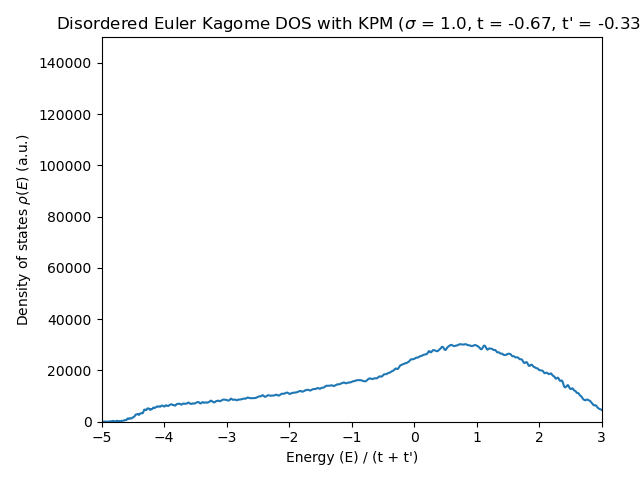 Disordered Euler Kagome DOS with KPM (σ = 1.0, t = -0.67, t' = -0.33
140000
120000
100000
80000
60000
40000
20000
0
Density of states ρ(E) (a.u.)
−5 −4 −3 −2 −1 0 1 2 3
Energy (E) / (t + t')